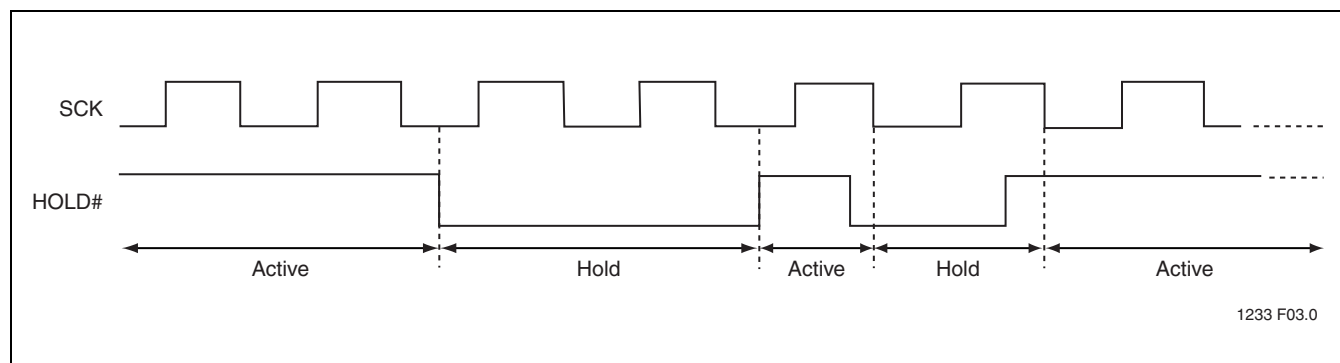 SCK
HOLD#
Active Hold Active Hold Active
1233 F03.0